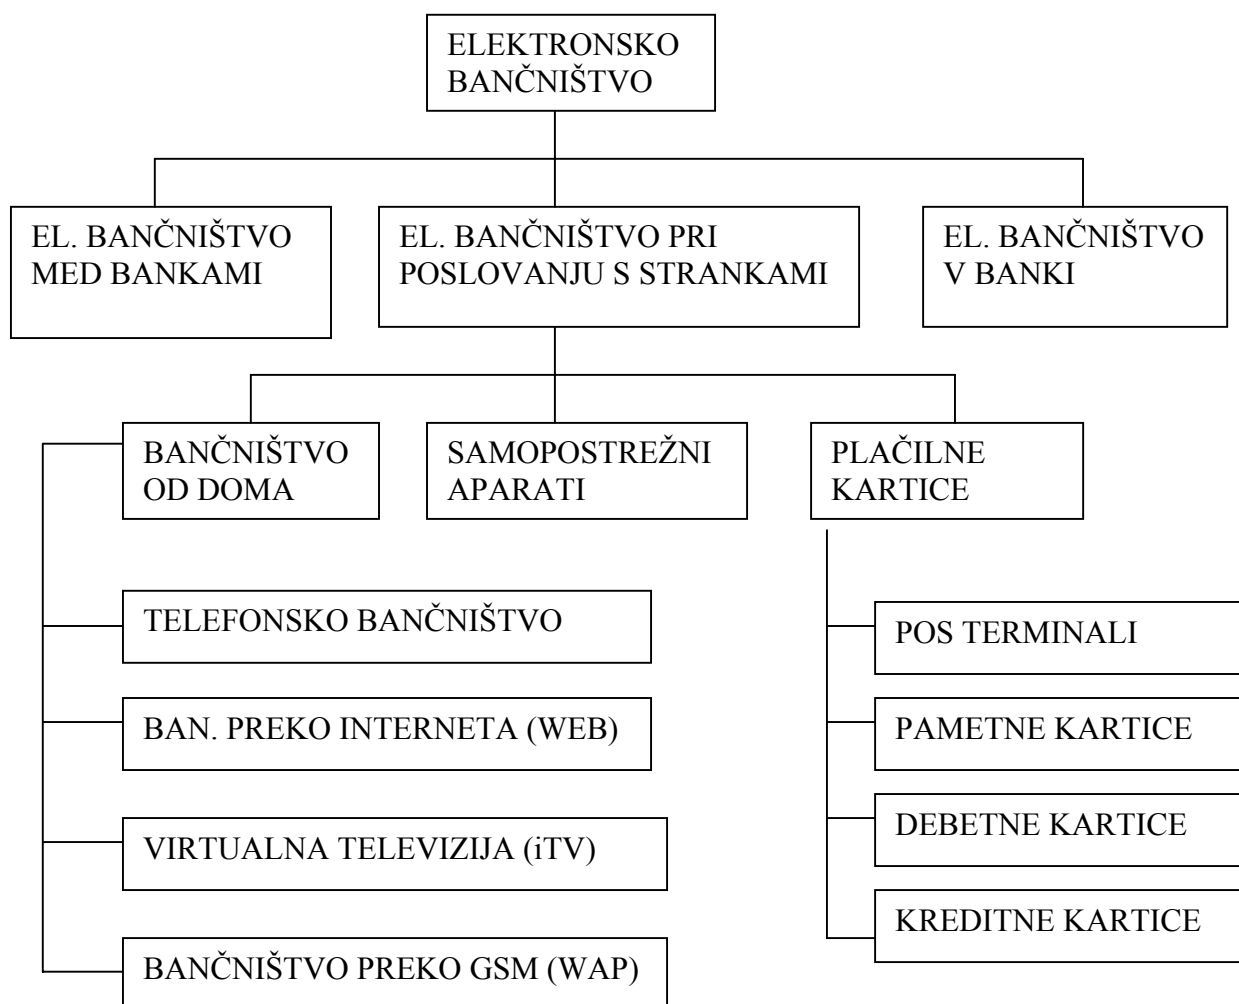 ELEKTRONSKO
BANČNIŠTVO
EL. BANČNIŠTVO
MED BANKAMI
EL. BANČNIŠTVO PRI
POSLOVANJU S STRANKAMI
EL. BANČNIŠTVO
V BANKI
BANČNIŠTVO
OD DOMA
SAMOPOSTREŽNI
APARATI
PLAČILNE
KARTICE
TELEFONSKO BANČNIŠTVO
BAN. PREKO INTERNETA (WEB)
VIRTUALNA TELEVIZIJA (iTV)
BANČNIŠTVO PREKO GSM (WAP)
POS TERMINALI
PAMETNE KARTICE
DEBETNE KARTICE
KREDITNE KARTICE